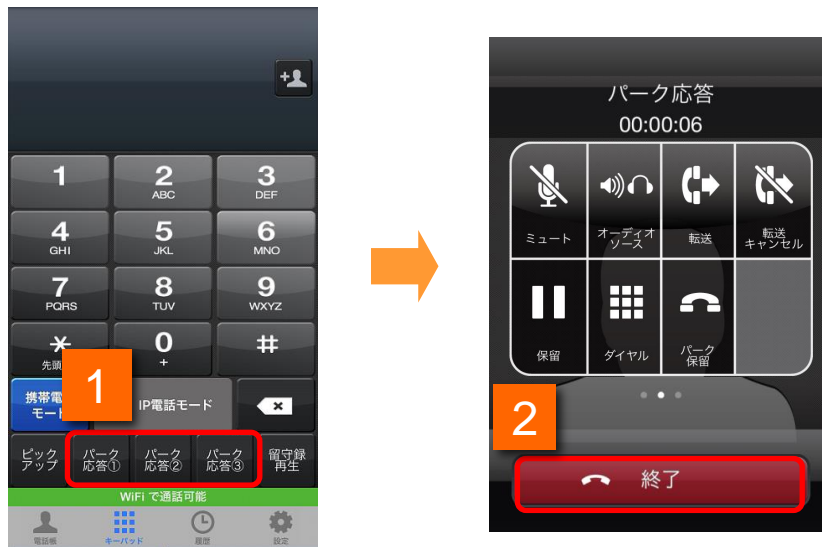 1
2
ABC
3
DEF
4
GHI
5
JKL
6
MNO
7
PQRS
8
TUV
9
WXYZ
先頭
0
+
#
1
携帯電
モード
IP電話モード
ピック
アップ
パーク
応答①
パーク
応答②
パーク
応答③
留守録
再生
WiFi で通話可能
電話帳
キーパッド
履歴
設定
パーク応答
00:00:06
ミュート
オーディオ
ソース
転送
転送
キャンセル
保留
ダイヤル
パーク
保留
2
終了